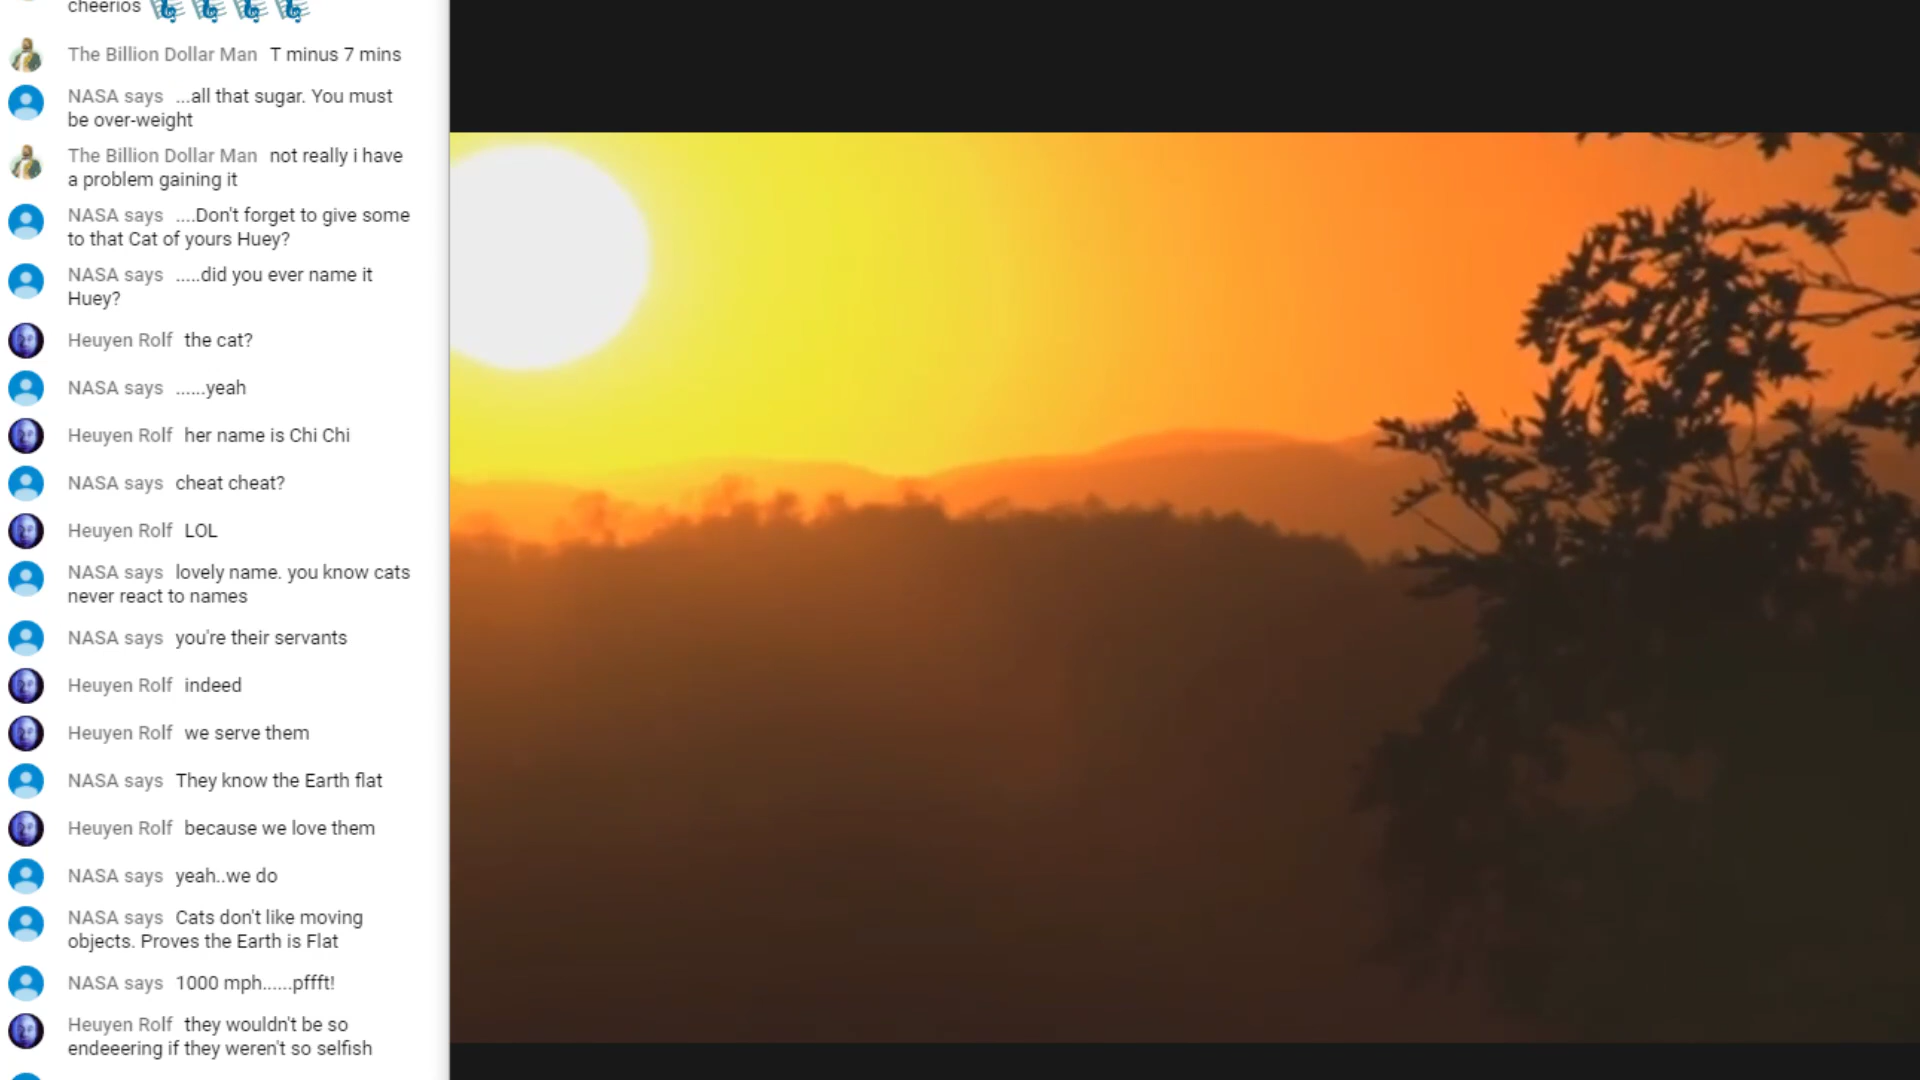 cheerios
The Billion Dollar Man T minus 7 mins
NASA says ...all that sugar. You must
be over-weight
The Billion Dollar Man not really i have
a problem gaining it
NASA says ....Don't forget to give some
to that Cat of yours Huey?
NASA says .....did you ever name it
Huey?
Heuyen Rolf the cat?
NASA says ......yeah
Heuyen Rolf her name is Chi Chi
NASA says cheat cheat?
Heuyen Rolf LOL
NASA says lovely name. you know cats
never react to names
NASA says you're their servants
Heuyen Rolf indeed
Heuyen Rolf we serve them
NASA says They know the Earth flat
Heuyen Rolf because we love them
NASA says yeah..we do
NASA says Cats don't like moving
objects. Proves the Earth is Flat
NASA says 1000 mph......pffft!
Heuyen Rolf they wouldn't be so
endeeering if they weren't so selfish